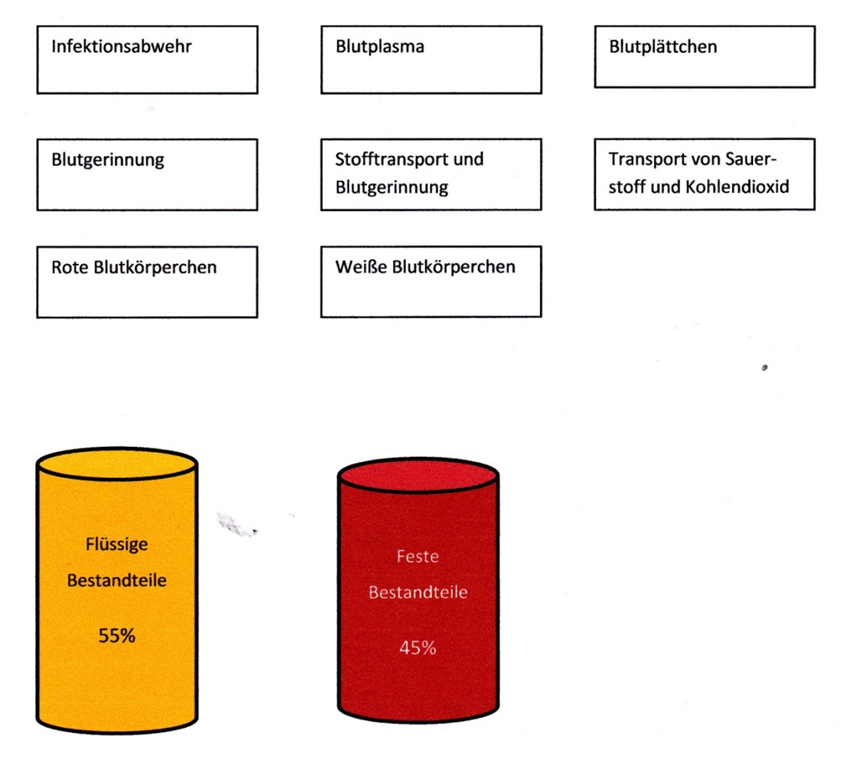 Infektionsabwehr
Blutplasma
Blutplättchen
Blutgerinnung
Stofftransport und
Blutgerinnung
Transport von Sauer-
stoff und Kohlendioxid
Rote Blutkörperchen
Weiße Blutkörperchen
Flüssige
Bestandteile
55%
Feste
Bestandteile
45%